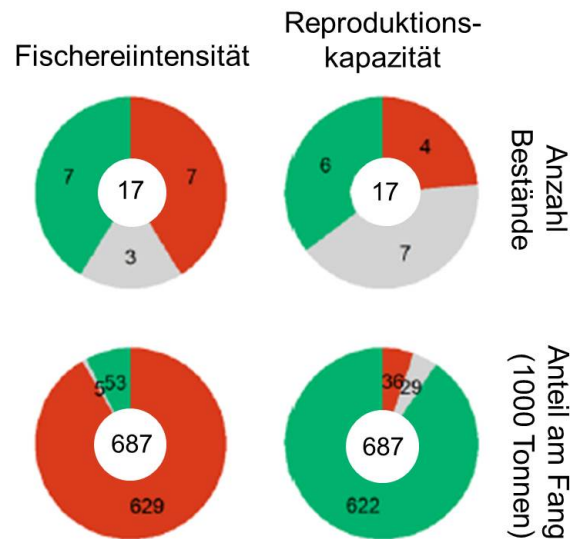 Fischereiintensität
Reproduktions-
kapazität
7
7
17
3
6
4
17
7
Anzahl
Bestände
5
53
687
629
36
29
687
622
Anteil am Fang
(1000 Tonnen)